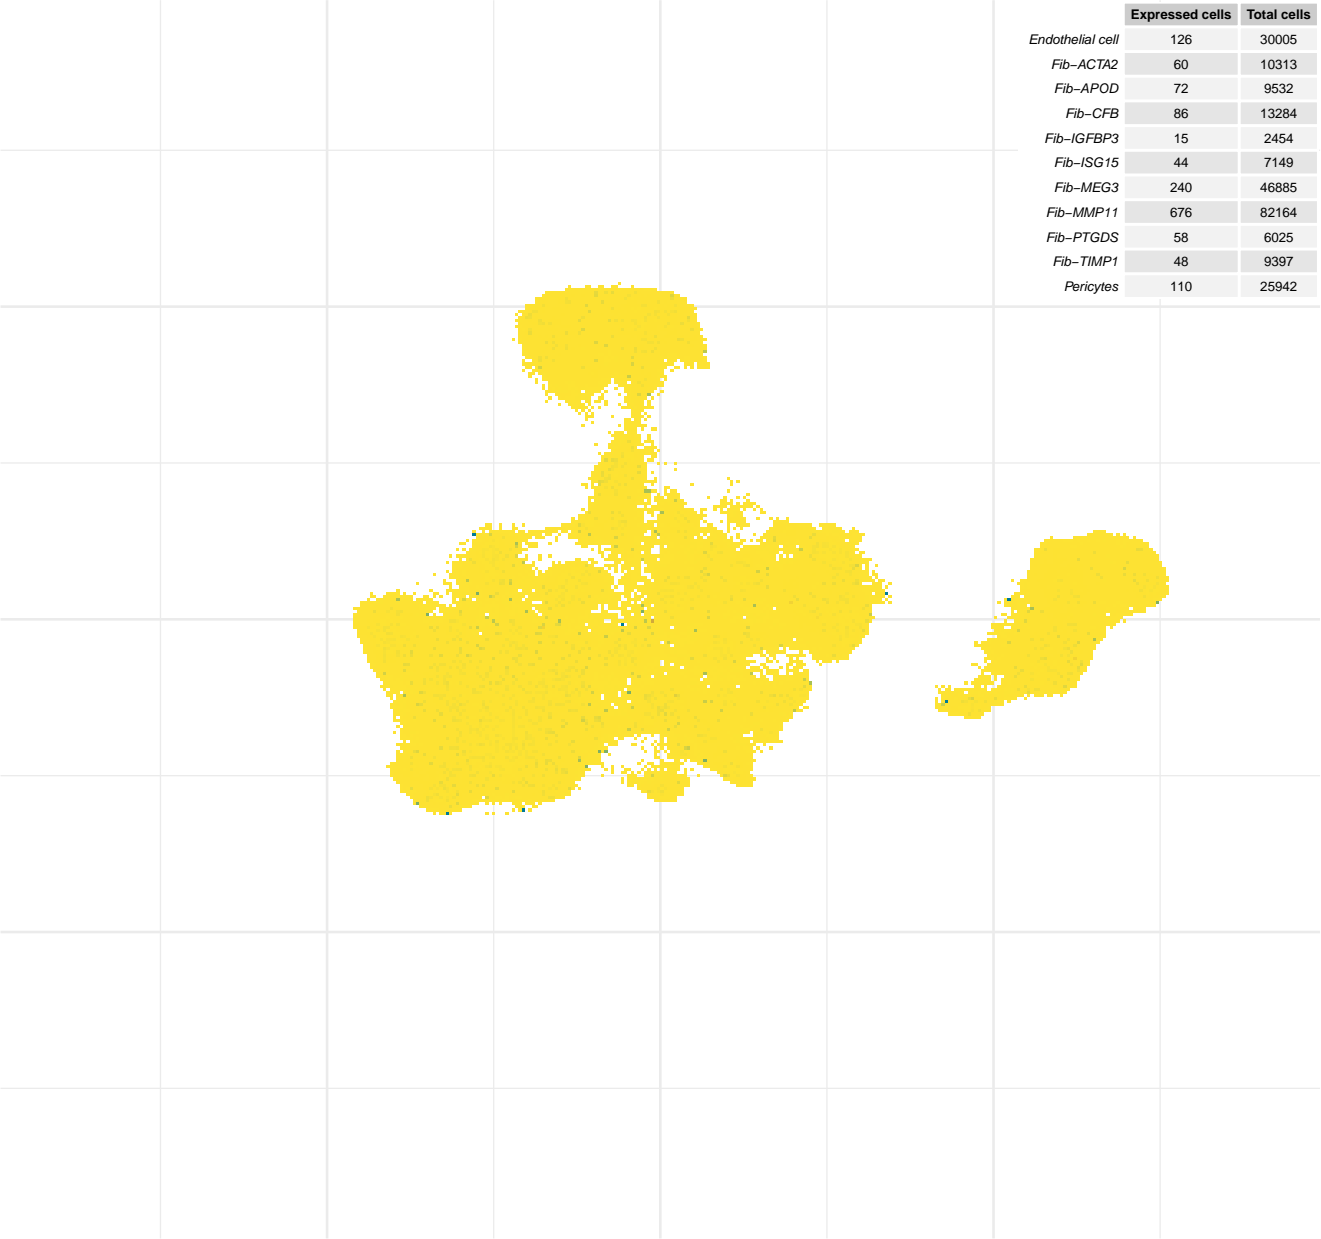 Expressed cells Total cells
Endothelial cell 126 30005
Fib−ACTA2 60 10313
Fib−APOD 72 9532
Fib−CFB 86 13284
Fib−IGFBP3 15 2454
Fib−ISG15 44 7149
Fib−MEG3 240 46885
Fib−MMP11 676 82164
Fib−PTGDS 58 6025
Fib−TIMP1 48 9397
Pericytes 110 25942